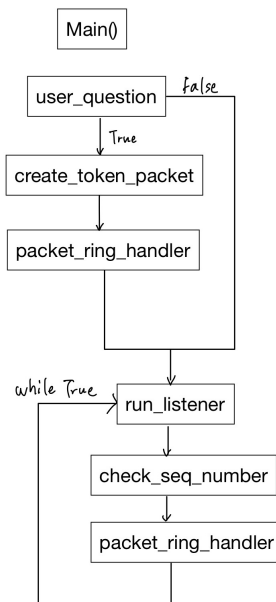 Main()
False
user_question
True
create_token_packet
packet_ring_handler
while True
run_listener
check_seq_number
packet_ring_handler